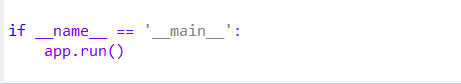 if __name__ == '__main__':
    app.run()